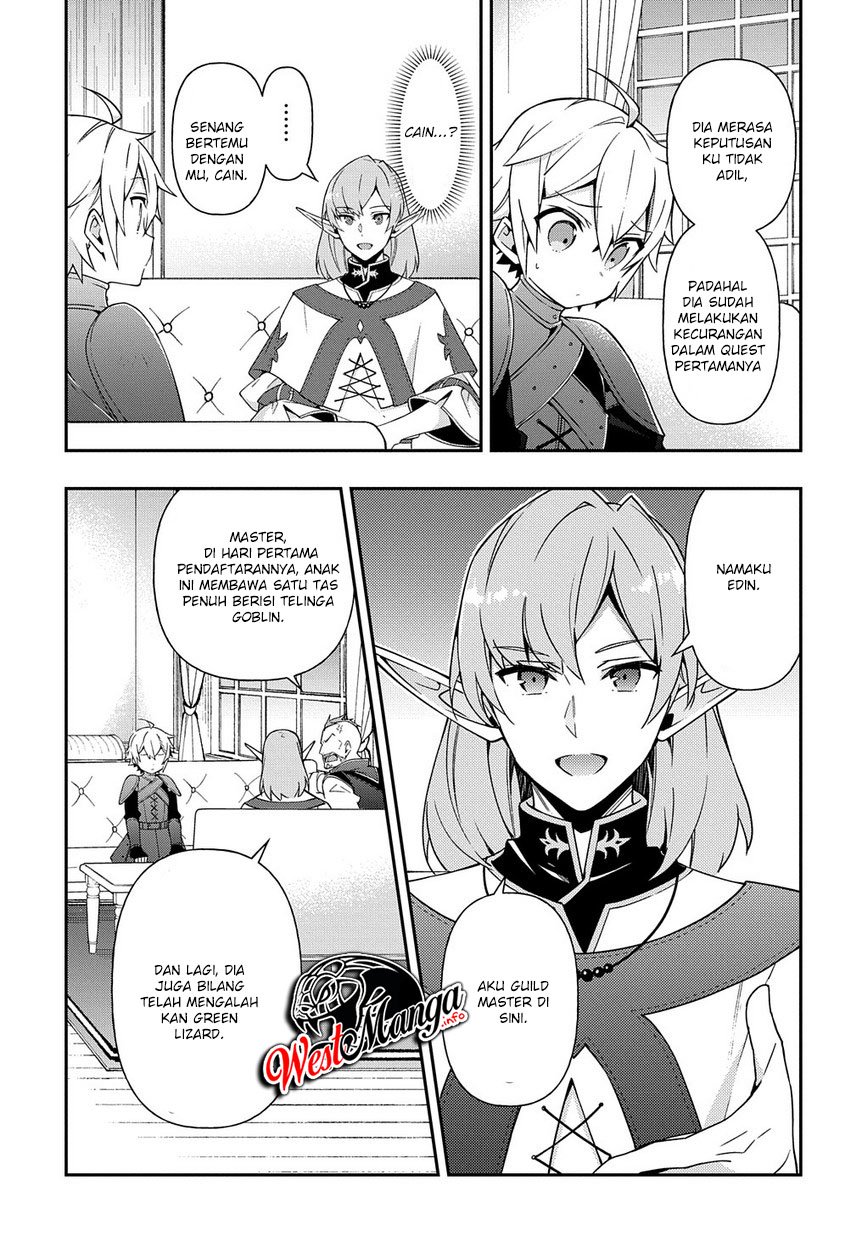 DIA MERASA
KEPUTUSAN
KU TIDAK
ADIL,
PADAHAL
DIA SUDAH
MELAKUKAN
KECURANGAN
DALAM QUEST
PERTAMANYA
CAIN...?
......
SENANG
BERTEMU
DENGAN
MU, CAIN.
NAMAKU
EDIN.
AKU GUILD
MASTER DI
SINI.
MASTER,
DI HARI PERTAMA
PENDAFTARANNYA, ANAK
INI MEMBAWA SATU TAS
PENUH BERISI TELINGA
GOBLIN.
DAN LAGI, DIA
JUGA BILANG
TELAH MENGALAH
KAN GREEN
LIZARD.
WestManga
.info